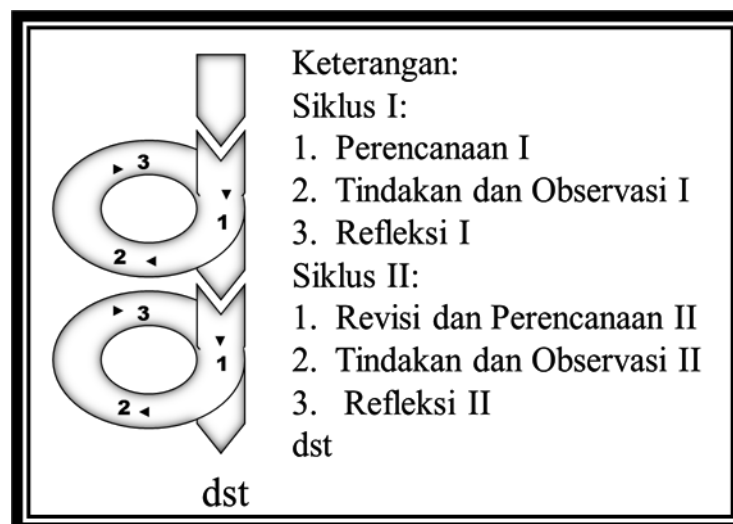 3
1
2
3
1
2
dst
Keterangan:
Siklus I:
1. Perencanaan I
2. Tindakan dan Observasi I
3. Refleksi I
Siklus II:
1. Revisi dan Perencanaan II
2. Tindakan dan Observasi II
3. Refleksi II
dst